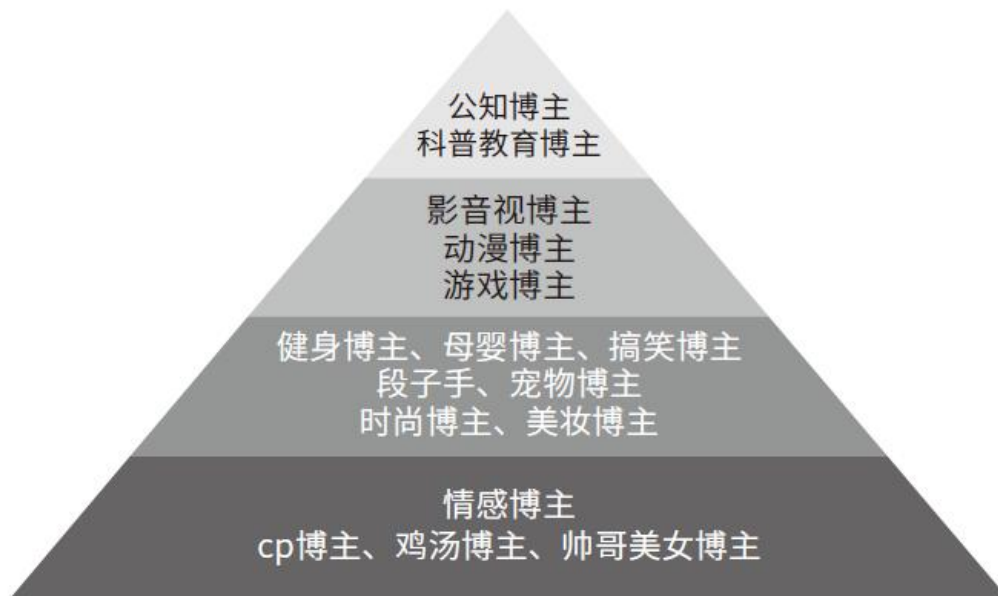 公知博主
科普教育博主
影音视博主
动漫博主
游戏博主
健身博主、母婴博主、搞笑博主
段子手、宠物博主
时尚博主、美妆博主
情感博主
cp博主、鸡汤博主、帅哥美女博主